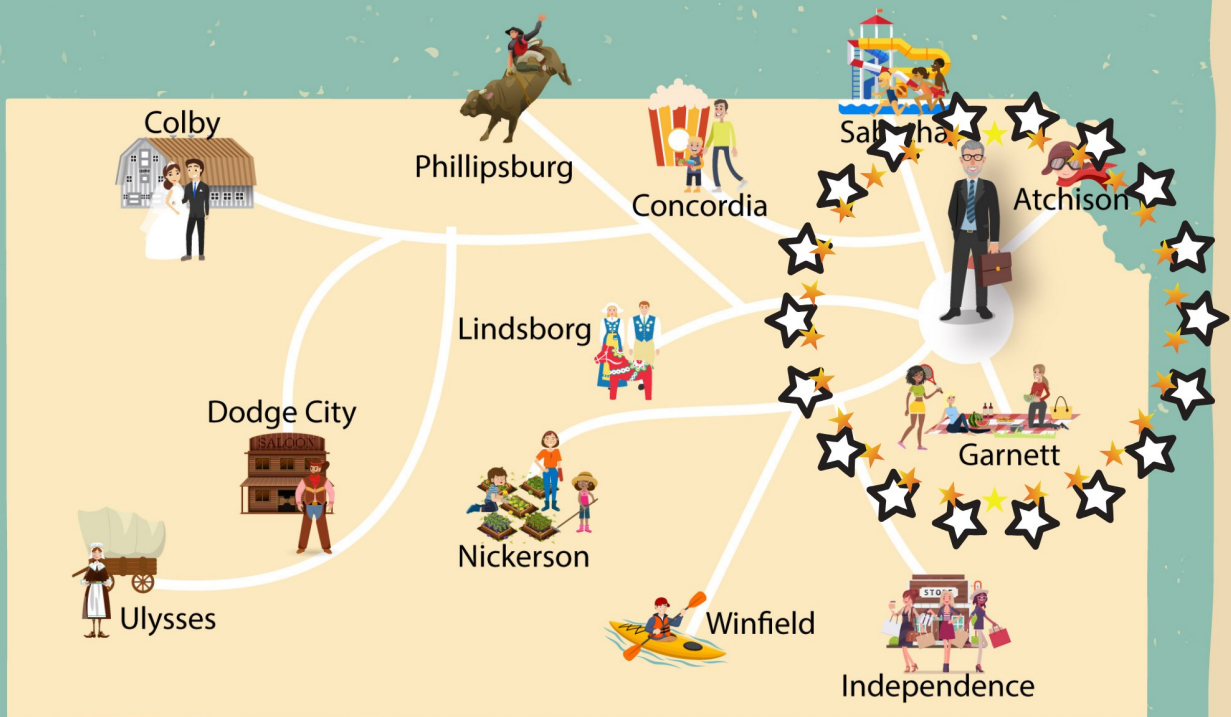 Colby
Phillipsburg
Concordia
Atchison
Lindsborg
Dodge City
SALOON
Garnett
Nickerson
Ulysses
Winfield
STORE
Independence